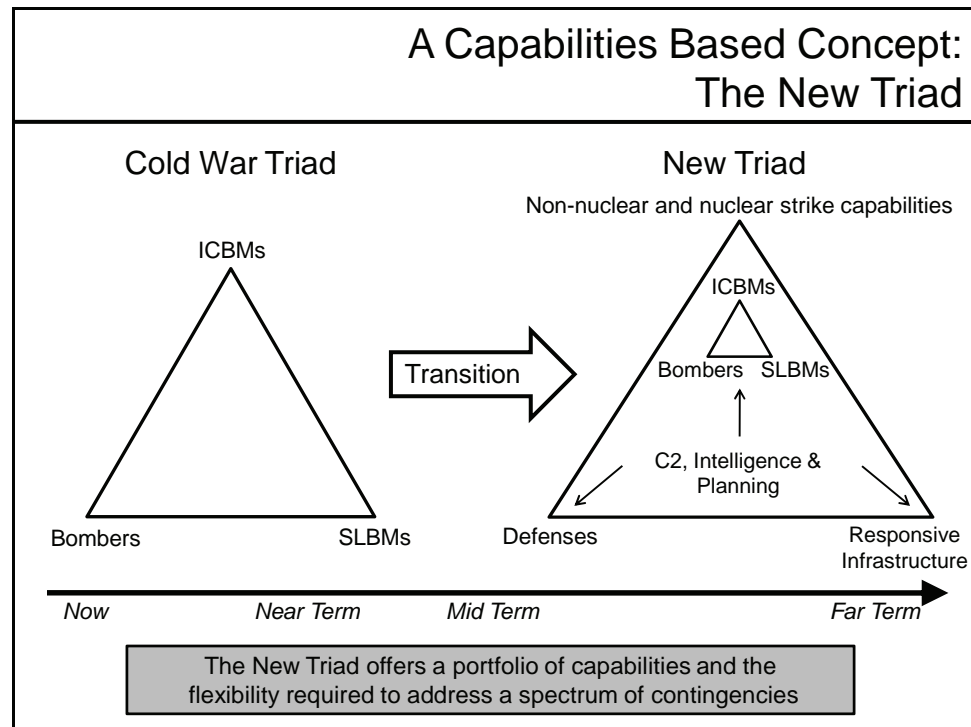 A Capabilities Based Concept:
The New Triad
Cold War Triad
ICBMs
Bombers
SLBMs
Transition
New Triad
Non-nuclear and nuclear strike capabilities
ICBMs
Bombers
SLBMs
C2, Intelligence &
Planning
Defenses
Responsive
Infrastructure
Now
Near Term
Mid Term
Far Term
The New Triad offers a portfolio of capabilities and the
flexibility required to address a spectrum of contingencies